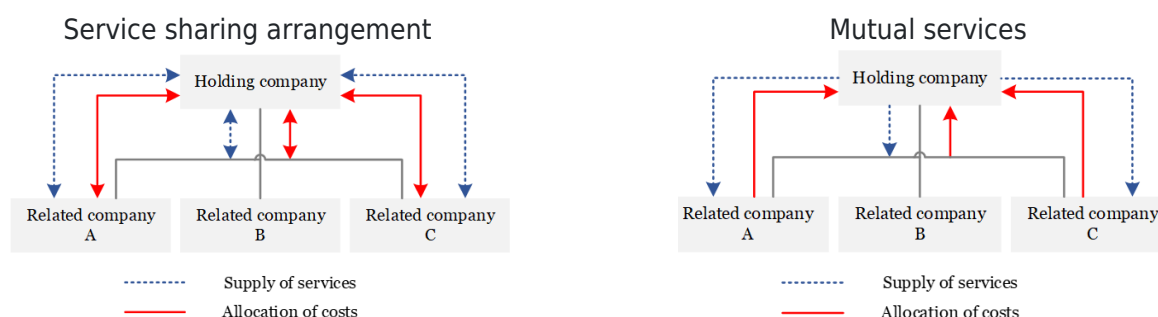 Service sharing arrangement
Holding company
Related company
A
Related company
B
Related company
C
Supply of services
Allocation of costs
Mutual services
Holding company
Related company
A
Related company
B
Related company
C
Supply of services
Allocation of costs